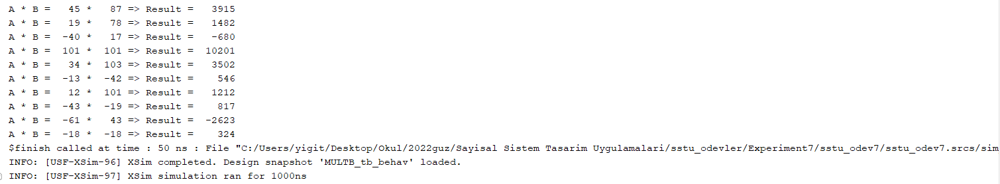 A * B =   45 *   87 => Result =   3915
A * B =   19 *   78 => Result =   1482
A * B =  -40 *   17 => Result =   -680
A * B =  101 *  101 => Result =  10201
A * B =   34 *  103 => Result =   3502
A * B =  -13 *  -42 => Result =    546
A * B =   12 *  101 => Result =   1212
A * B =  -43 *  -19 => Result =    817
A * B =  -61 *   43 => Result =  -2623
A * B =  -18 *  -18 => Result =    324
$finish called at time : 50 ns : File "C:/Users/yigit/Desktop/Okul/2022guz/Sayisal Sistem Tasarim Uygulamalari/sstu_odevler/Experiment7/sstu_odev7/sstu_odev7.srcs/sim
INFO: [USF-XSim-96] XSim completed. Design snapshot 'MULTB_tb_behav' loaded.
INFO: [USF-XSim-97] XSim simulation ran for 1000ns